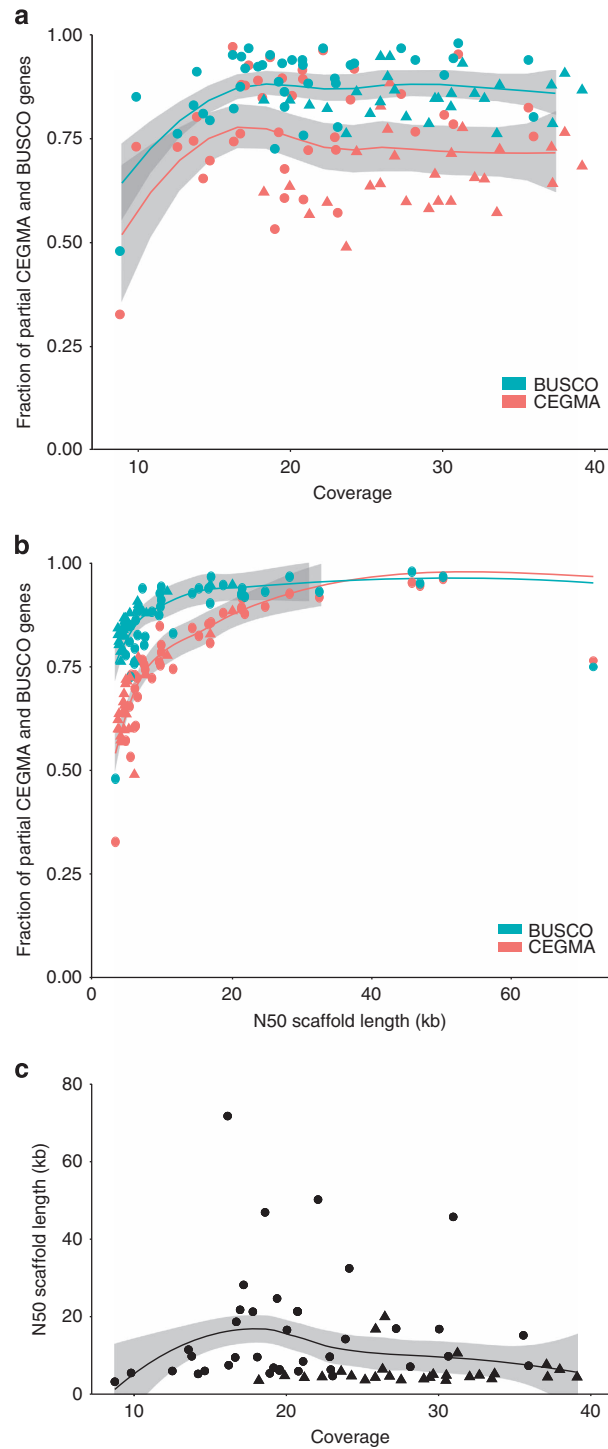 a
Fraction of partial CEGMA and BUSCO genes
1.00
0.75
0.50
0.25
0.00
BUSCO
CEGMA
10 20 30 40
Coverage
b
Fraction of partial CEGMA and BUSCO genes
1.00
0.75
0.50
0.25
0.00
BUSCO
CEGMA
0 20 40 60
N50 scaffold length (kb)
c
N50 scaffold length (kb)
80
60
40
20
0
10 20 30 40
Coverage